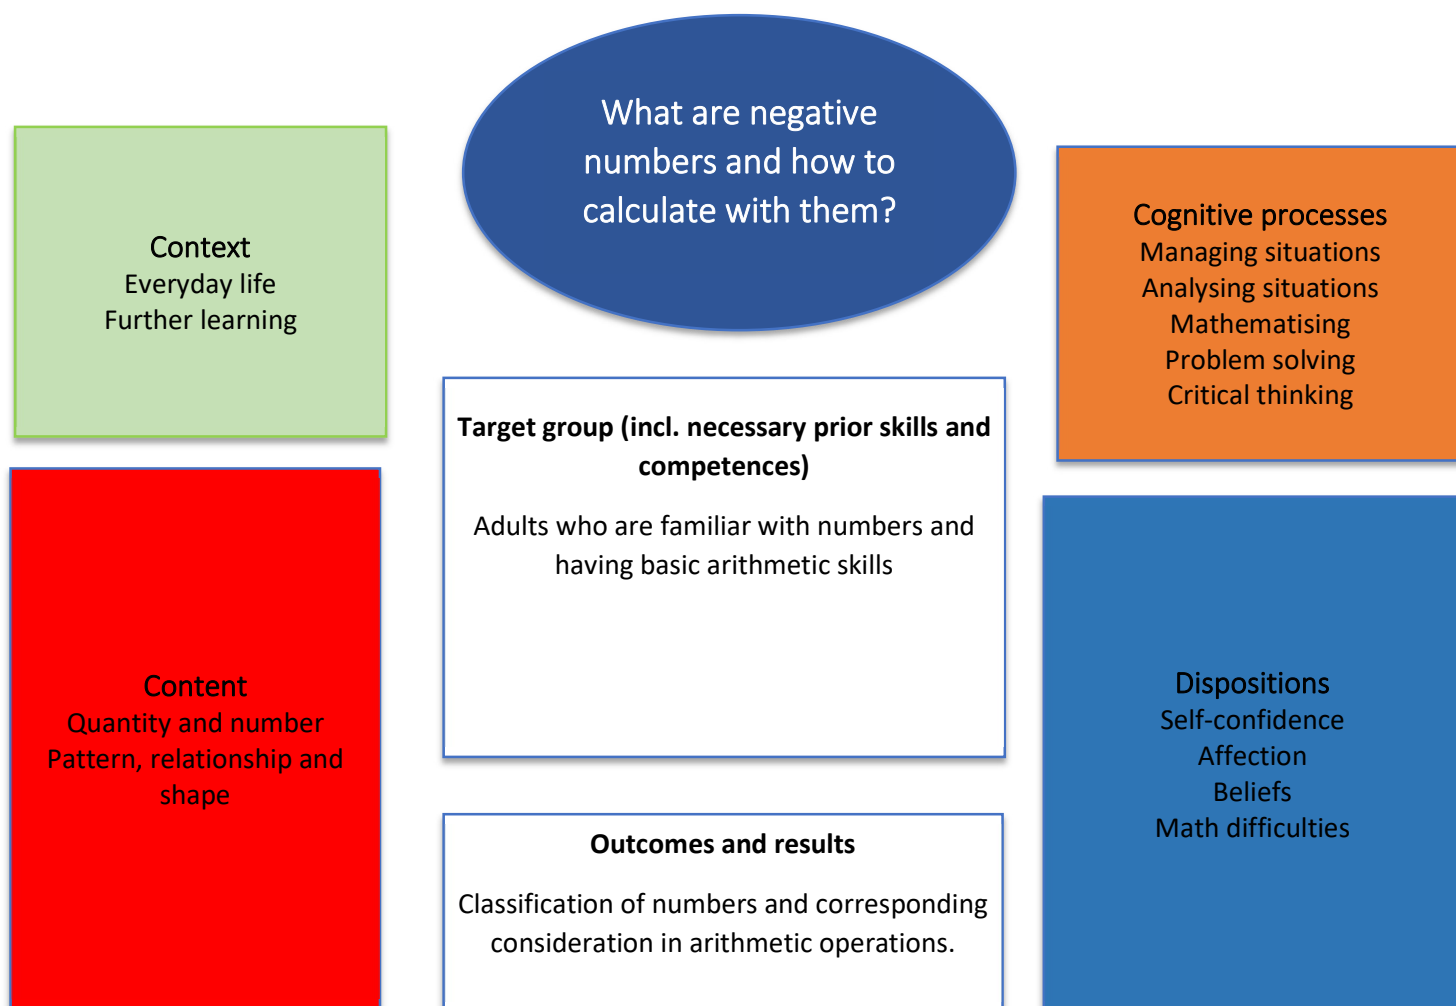 What are negative
numbers and how to
calculate with them?
Context
Everyday life
Further learning
Cognitive processes
Managing situations
Analysing situations
Mathematising
Problem solving
Critical thinking
Target group (incl. necessary prior skills and
competences)
Adults who are familiar with numbers and
having basic arithmetic skills
Content
Quantity and number
Pattern, relationship and
shape
Dispositions
Self-confidence
Affection
Beliefs
Math difficulties
Outcomes and results
Classification of numbers and corresponding
consideration in arithmetic operations.